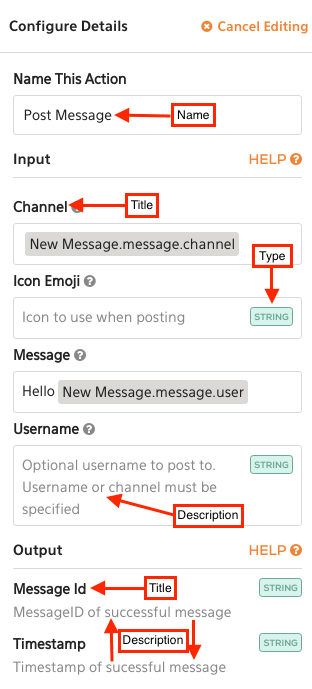 Configure Details Cancel Editing
Name This Action
Post Message Name
Input HELP
Channel Title
New Message.message.channel
Type
Icon Emoji
Icon to use when posting STRING
Message
Hello New Message.message.user
Username
Optional username to post to. STRING
Username or channel must be
specified Description
Output HELP
Message Id Title STRING
MessageID of successful message
Timestamp Description STRING
Timestamp of sucessful message